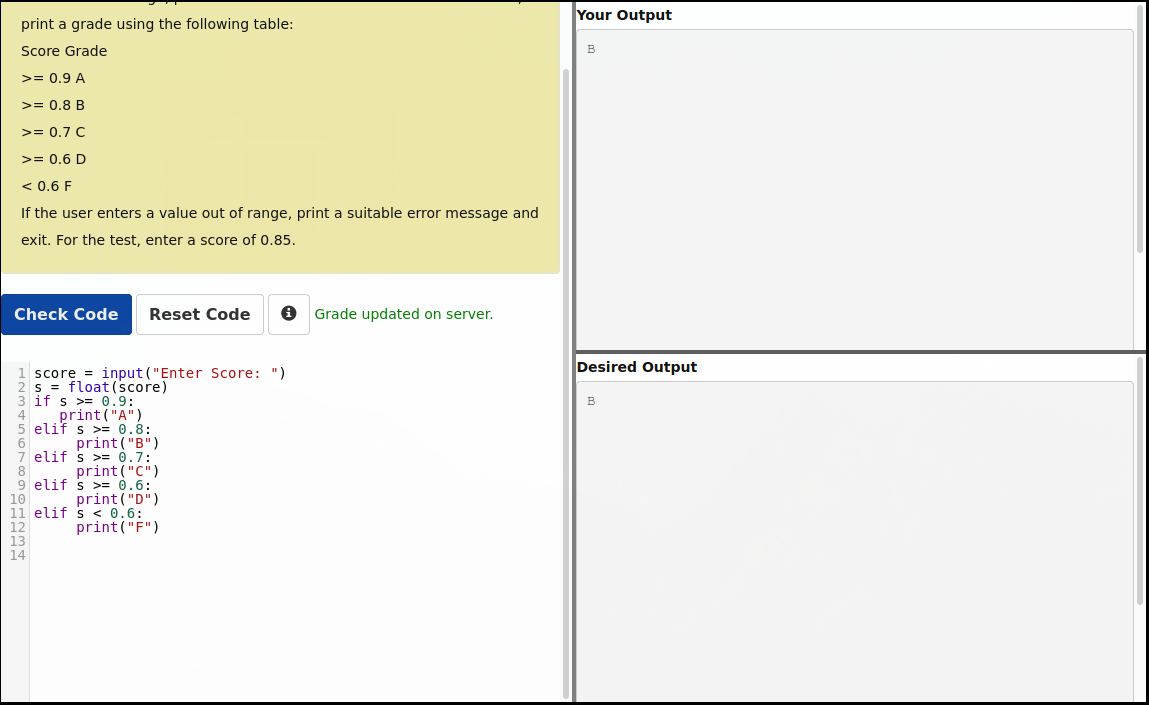 print a grade using the following table:
Score Grade
>= 0.9 A
>= 0.8 B
>= 0.7 C
>= 0.6 D
< 0.6 F
If the user enters a value out of range, print a suitable error message and
exit. For the test, enter a score of 0.85.
Check Code Reset Code Grade updated on server.
1 score = input("Enter Score: ")
2 s = float(score)
3 if s >= 0.9:
4    print("A")
5 elif s >= 0.8:
6      print("B")
7 elif s >= 0.7:
8      print("C")
9 elif s >= 0.6:
10      print("D")
11 elif s < 0.6:
12      print("F")
13
14
Your Output
B
Desired Output
B